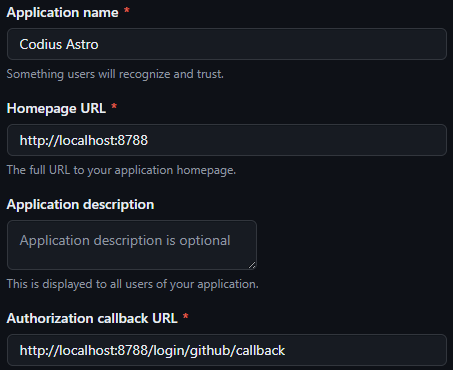 Application name *
Codius Astro
Something users will recognize and trust.
Homepage URL *
http://localhost:8788
The full URL to your application homepage.
Application description
Application description is optional
This is displayed to all users of your application.
Authorization callback URL *
http://localhost:8788/login/github/callback